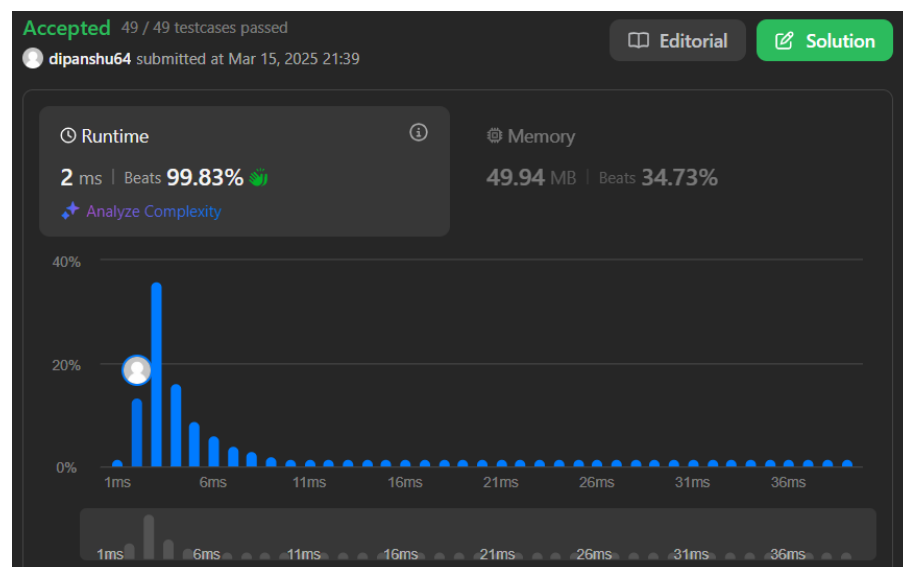 Accepted 49 / 49 testcases passed
Editorial
Solution
dipanshu64 submitted at Mar 15, 2025 21:39
Runtime
2 ms | Beats 99.83%
Analyze Complexity
Memory
49.94 MB | Beats 34.73%
40%
20%
0%
1ms 6ms 11ms 16ms 21ms 26ms 31ms 36ms
1ms 6ms 11ms 16ms 21ms 26ms 31ms 36ms